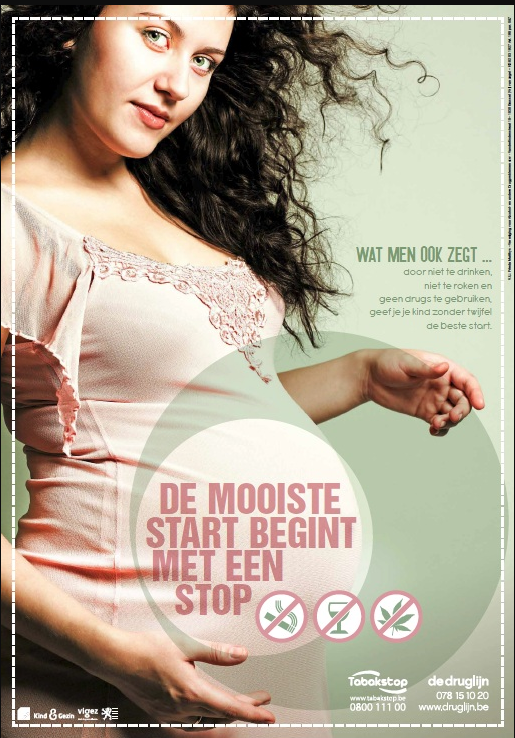 WAT MEN OOK ZEGT ...
door niet te drinken,
niet te roken en
geen drugs te gebruiken,
geef je je kind zonder twijfel
de beste start.
DE MOOISTE
START BEGINT
MET EEN
STOP
Tabakstop
www.tabakstop.be
0800 111 00
de druglijn
078 15 10 20
www.druglijn.be
Kind & Gezin
vigez